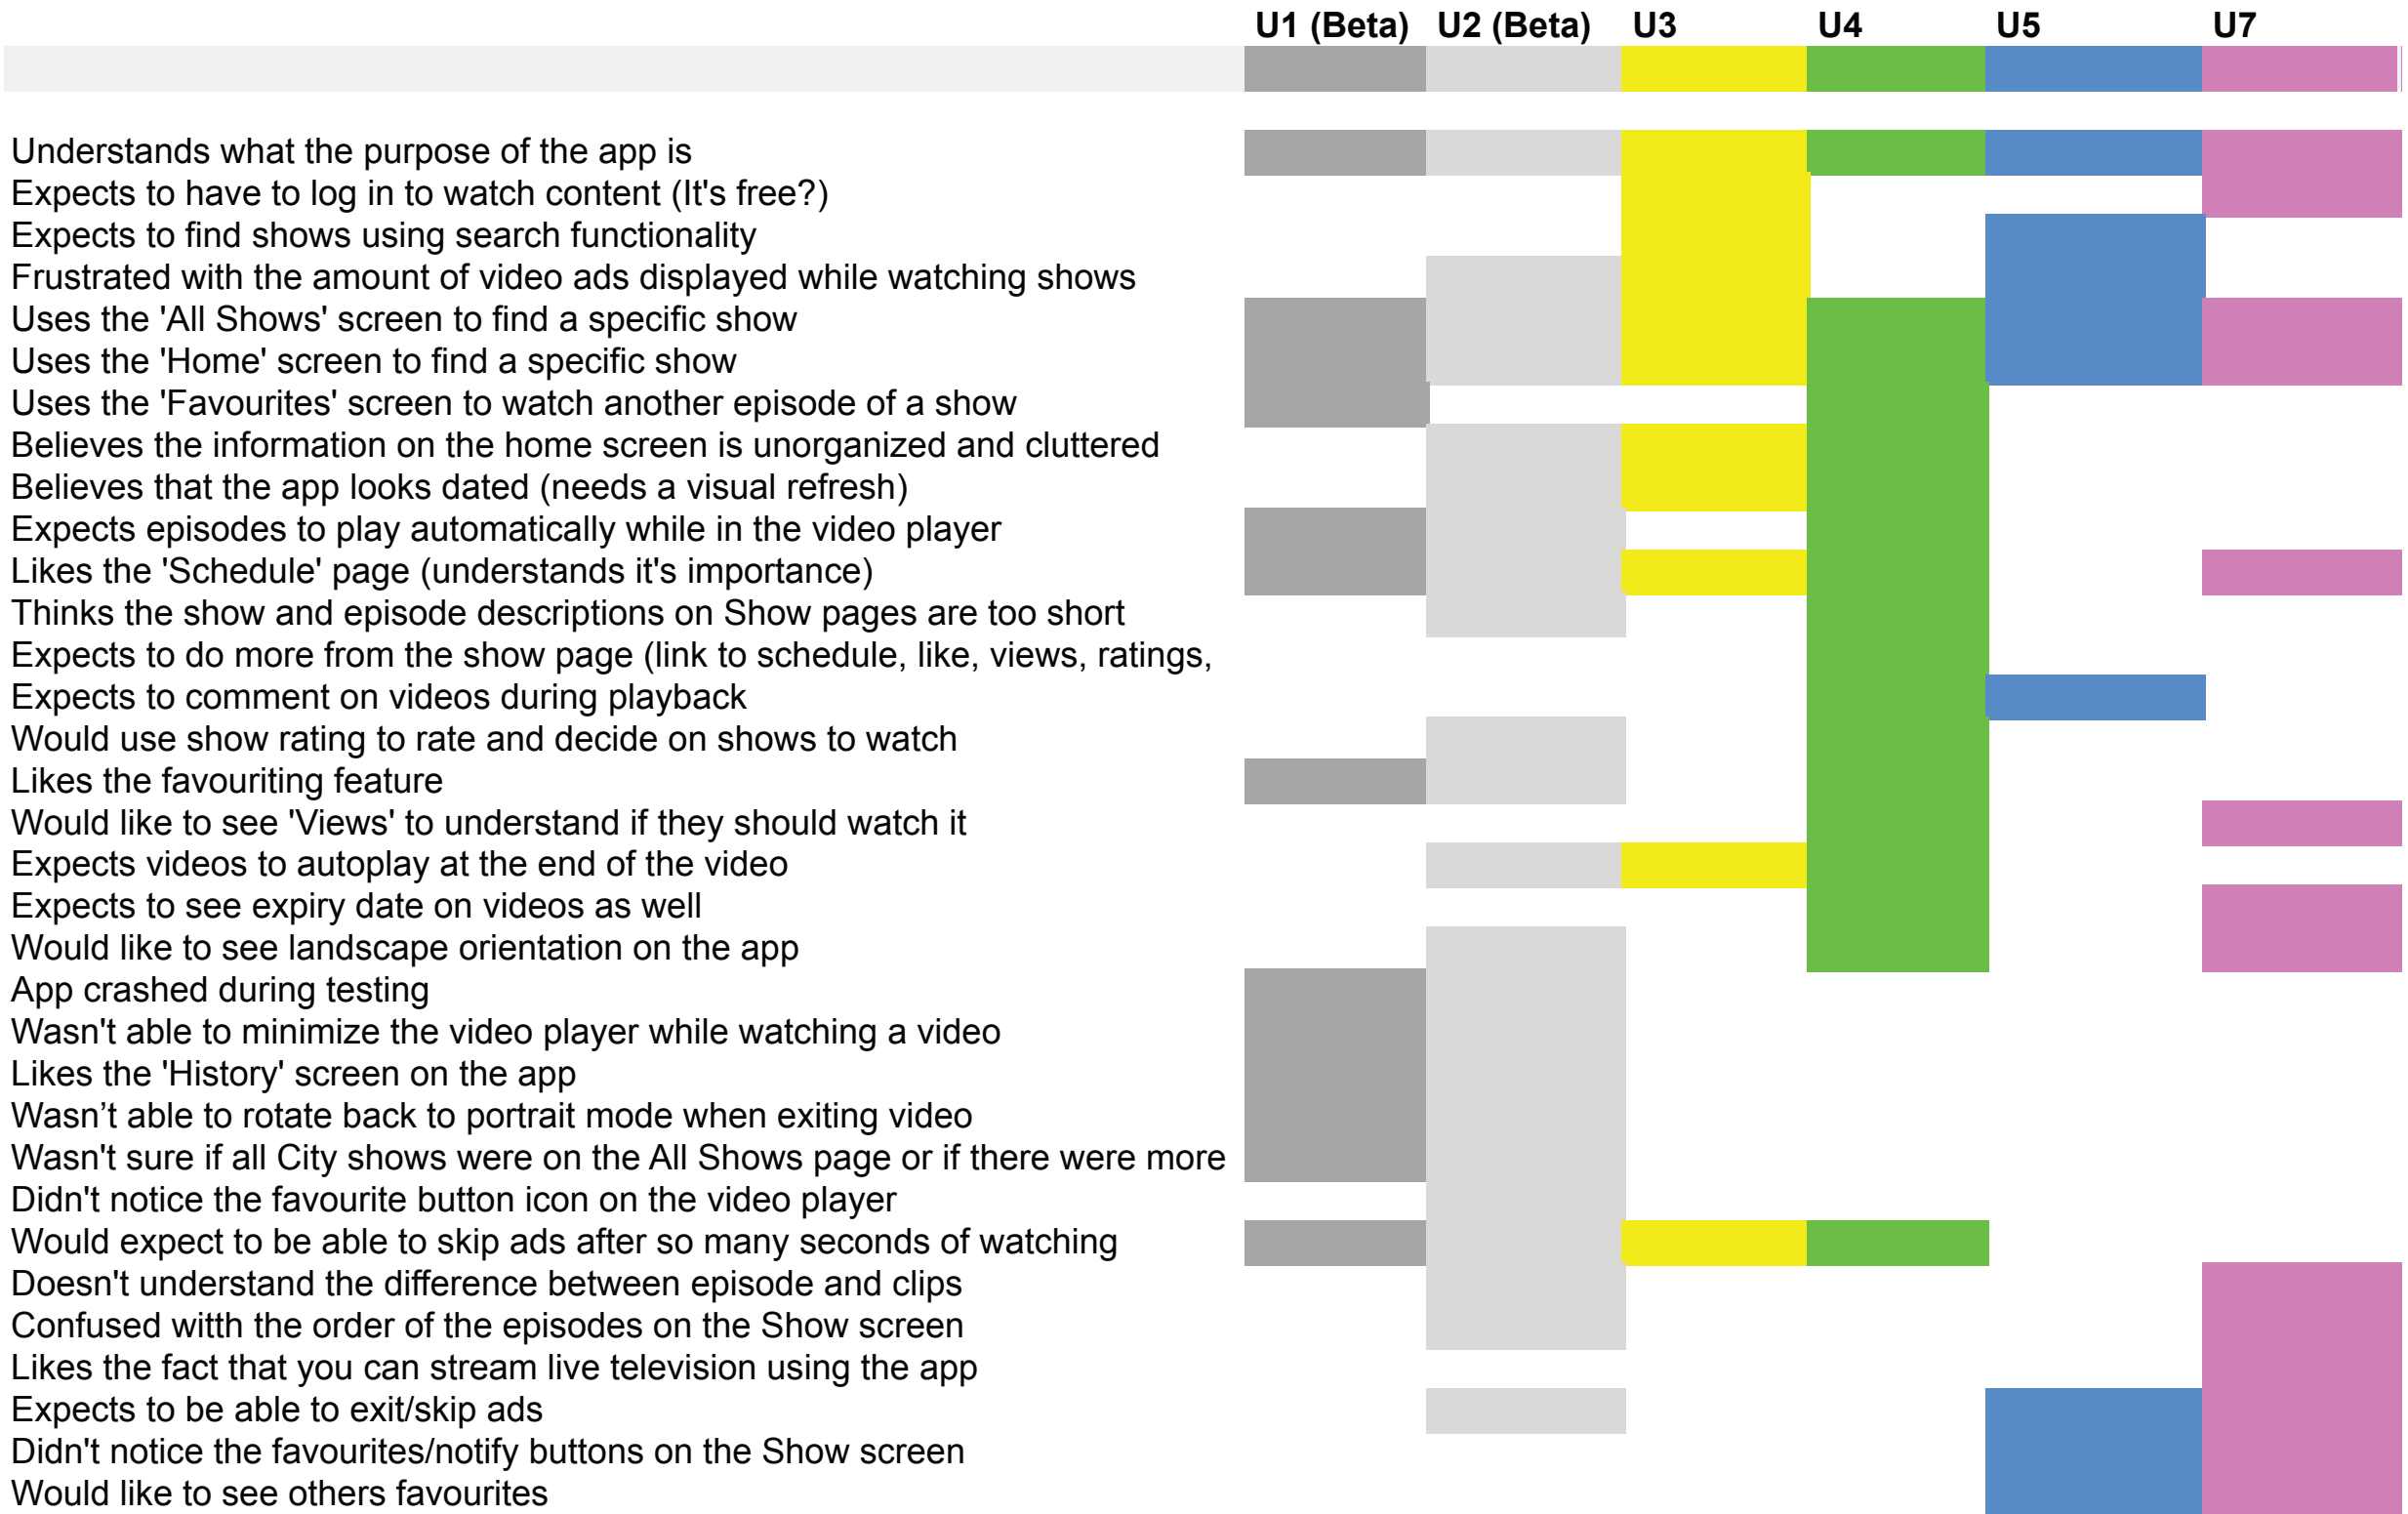 U1 (Beta) U2 (Beta) U3 U4 U5 U7
Understands what the purpose of the app is
Expects to have to log in to watch content (It's free?)
Expects to find shows using search functionality
Frustrated with the amount of video ads displayed while watching shows
Uses the 'All Shows' screen to find a specific show
Uses the 'Home' screen to find a specific show
Uses the 'Favourites' screen to watch another episode of a show
Believes the information on the home screen is unorganized and cluttered
Believes that the app looks dated (needs a visual refresh)
Expects episodes to play automatically while in the video player
Likes the 'Schedule' page (understands it's importance)
Thinks the show and episode descriptions on Show pages are too short
Expects to do more from the show page (link to schedule, like, views, ratings,
Expects to comment on videos during playback
Would use show rating to rate and decide on shows to watch
Likes the favouriting feature
Would like to see 'Views' to understand if they should watch it
Expects videos to autoplay at the end of the video
Expects to see expiry date on videos as well
Would like to see landscape orientation on the app
App crashed during testing
Wasn't able to minimize the video player while watching a video
Likes the 'History' screen on the app
Wasn’t able to rotate back to portrait mode when exiting video
Wasn't sure if all City shows were on the All Shows page or if there were more
Didn't notice the favourite button icon on the video player
Would expect to be able to skip ads after so many seconds of watching
Doesn't understand the difference between episode and clips
Confused witth the order of the episodes on the Show screen
Likes the fact that you can stream live television using the app
Expects to be able to exit/skip ads
Didn't notice the favourites/notify buttons on the Show screen
Would like to see others favourites